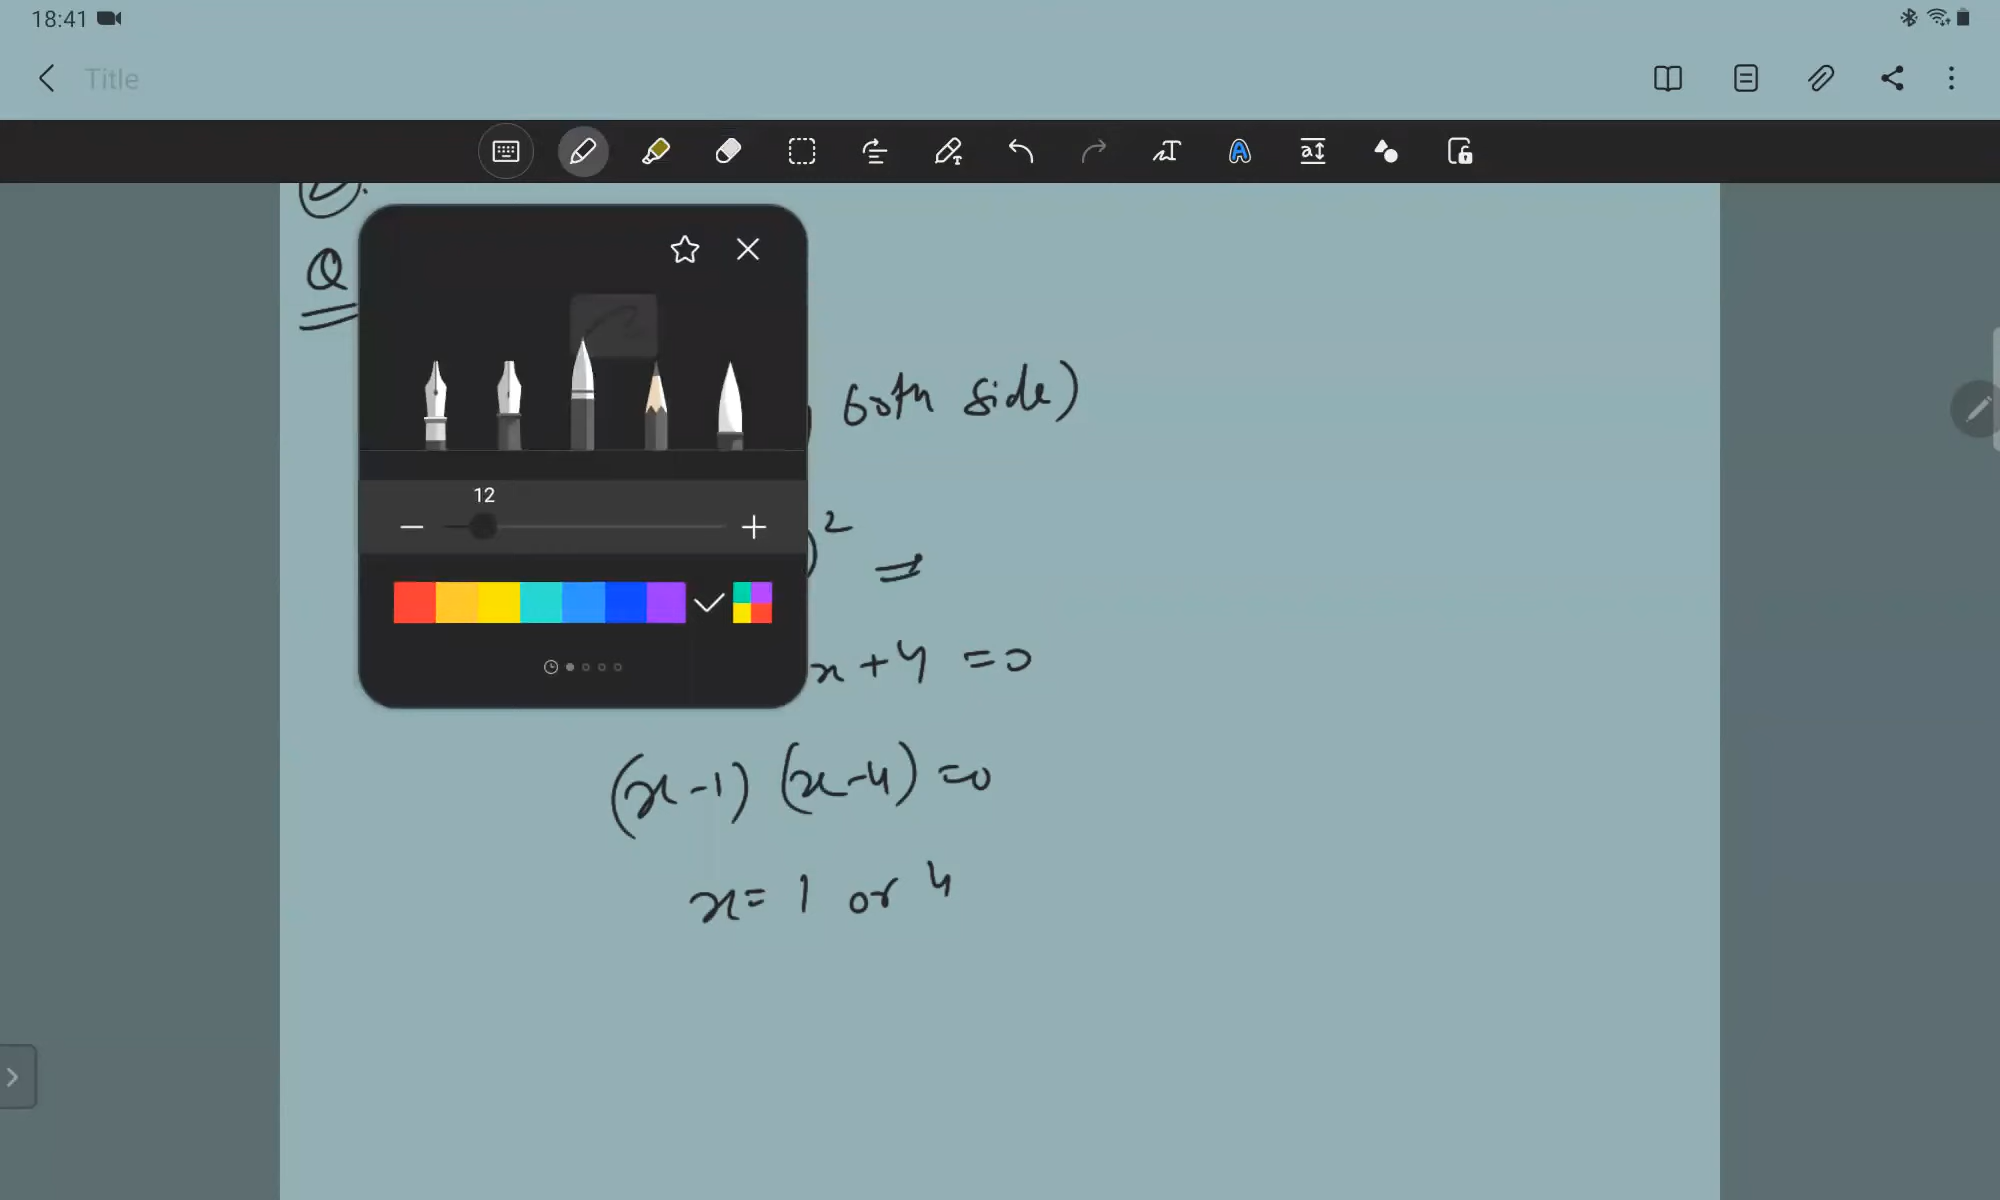 18:41
Title
Q
both side)
12
)² =
x + 4 = 0
(x-1) (x-4) = 0
x = 1 or 4